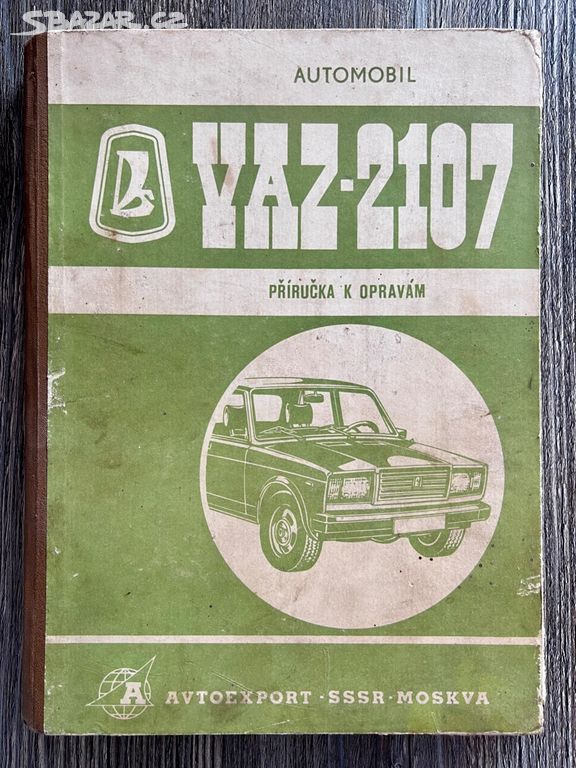 SBAZAR.CZ
AUTOMOBIL
VAZ-2107
PŘÍRUČKA K OPRAVÁM
A AVTOEXPORT · SSSR · MOSKVA